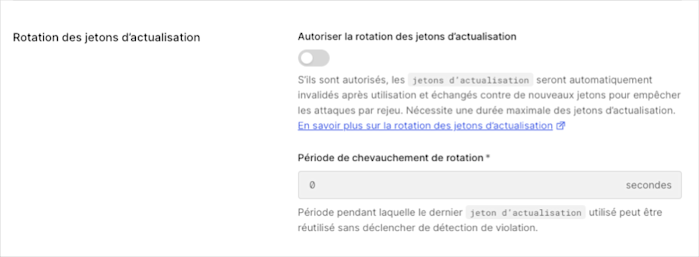 Rotation des jetons d’actualisation
Autoriser la rotation des jetons d’actualisation
S’ils sont autorisés, les jetons d’actualisation seront automatiquement
invalidés après utilisation et échangés contre de nouveaux jetons pour empêcher
les attaques par rejeu. Nécessite une durée maximale des jetons d’actualisation.
En savoir plus sur la rotation des jetons d’actualisation
Période de chevauchement de rotation *
0 secondes
Période pendant laquelle le dernier jeton d’actualisation utilisé peut être
réutilisé sans déclencher de détection de violation.